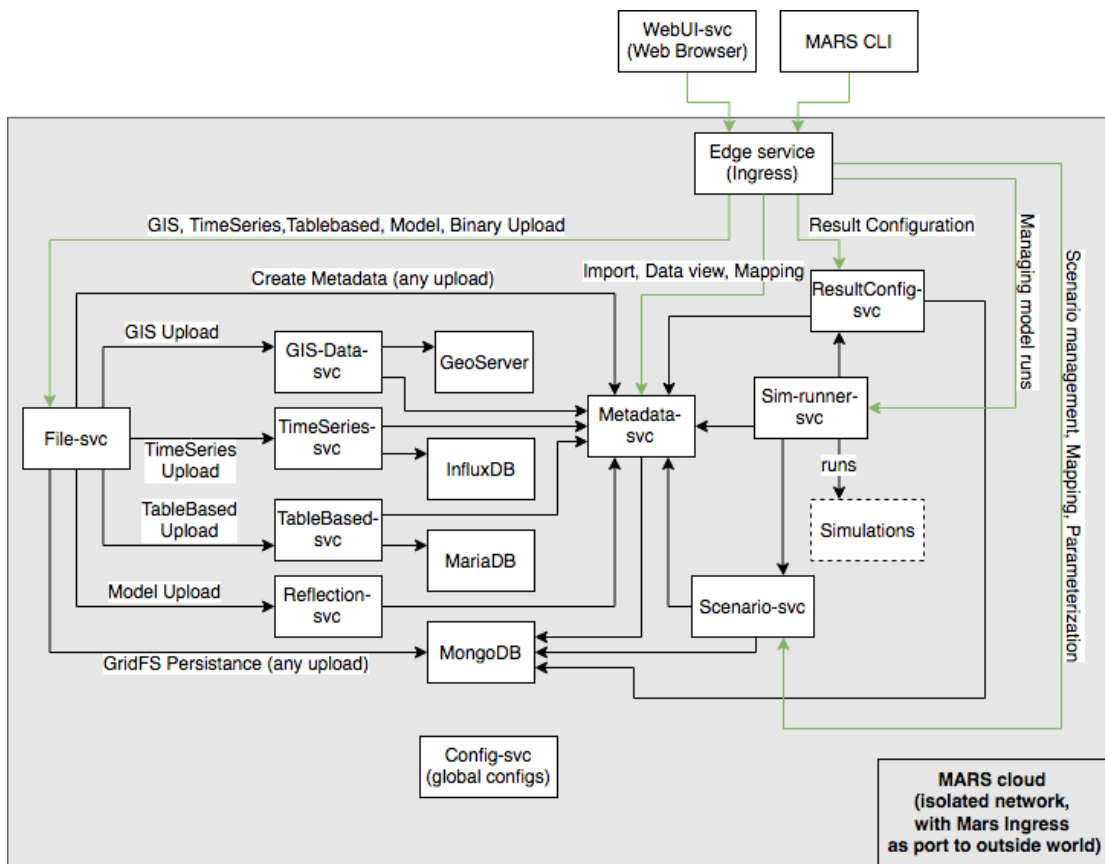 WebUI-svc
(Web Browser)
MARS CLI
Edge service
(Ingress)
GIS, TimeSeries,Tablebased, Model, Binary Upload
Result Configuration
Managing model runs
Scenario management, Mapping, Parameterization
Create Metadata (any upload)
Import, Data view, Mapping
ResultConfig-
svc
GIS Upload
GIS-Data-
svc
GeoServer
File-svc
TimeSeries
Upload
TimeSeries-
svc
InfluxDB
Metadata-
svc
Sim-runner-
svc
runs
Simulations
TableBased
Upload
TableBased-
svc
MariaDB
Model Upload
Reflection-
svc
Scenario-svc
GridFS Persistance (any upload)
MongoDB
Config-svc
(global configs)
MARS cloud
(isolated network,
with Mars Ingress
as port to outside world)